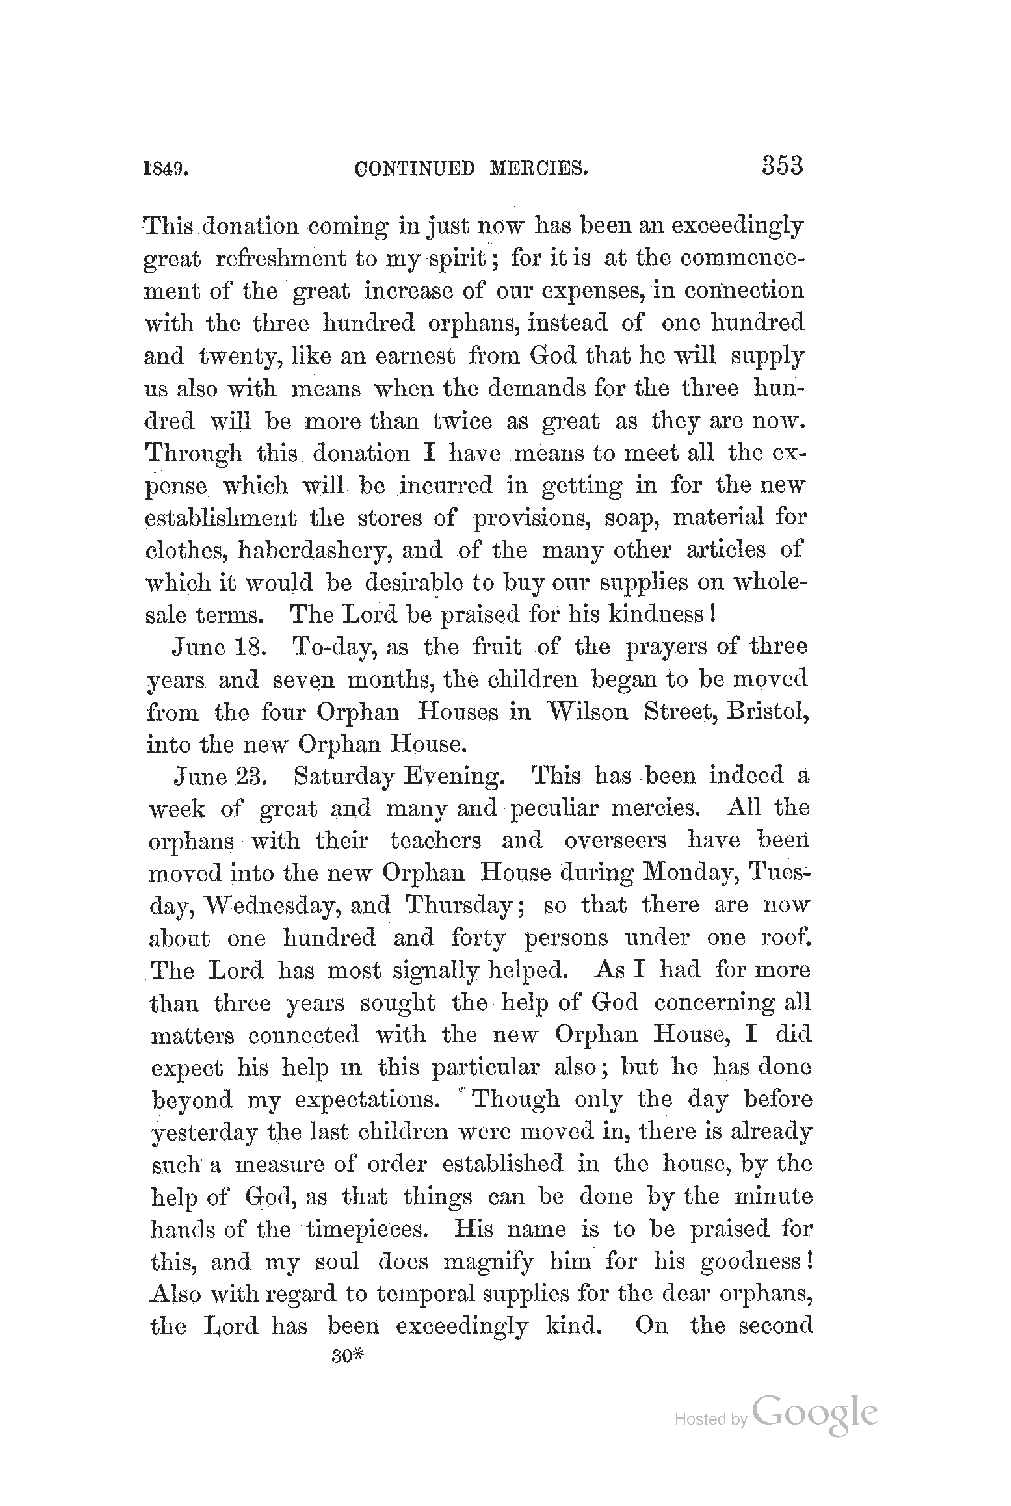 1849. CONTINUED MERCIES. 353
This donation coming in just now has been an exceedingly
great refreshment to my spirit; for it is at the commence-
ment of the great increase of our expenses, in connection
with the three hundred orphans, instead of one hundred
and twenty, like an earnest from God that he will supply
us also with means when the demands for the three hun-
dred will be more than twice as great as they are now.
Through this donation I have means to meet all the ex-
pense which will be incurred in getting in for the new
establishment the stores of provisions, soap, material for
clothes, haberdashery, and of the many other articles of
which it would be desirable to buy our supplies on whole-
sale terms. The Lord be praised for his kindness!
June 18. To-day, as the fruit of the prayers of three
years and seven months, the children began to be moved
from the four Orphan Houses in Wilson Street, Bristol,
into the new Orphan House.
June 23. Saturday Evening. This has been indeed a
week of great and many and peculiar mercies. All the
orphans with their teachers and overseers have been
moved into the new Orphan House during Monday, Tues-
day, Wednesday, and Thursday; so that there are now
about one hundred and forty persons under one roof.
The Lord has most signally helped. As I had for more
than three years sought the help of God concerning all
matters connected with the new Orphan House, I did
expect his help in this particular also; but he has done
beyond my expectations. Though only the day before
yesterday the last children were moved in, there is already
such a measure of order established in the house, by the
help of God, as that things can be done by the minute
hands of the timepieces. His name is to be praised for
this, and my soul does magnify him for his goodness!
Also with regard to temporal supplies for the dear orphans,
the Lord has been exceedingly kind. On the second
30*
Hosted by Google